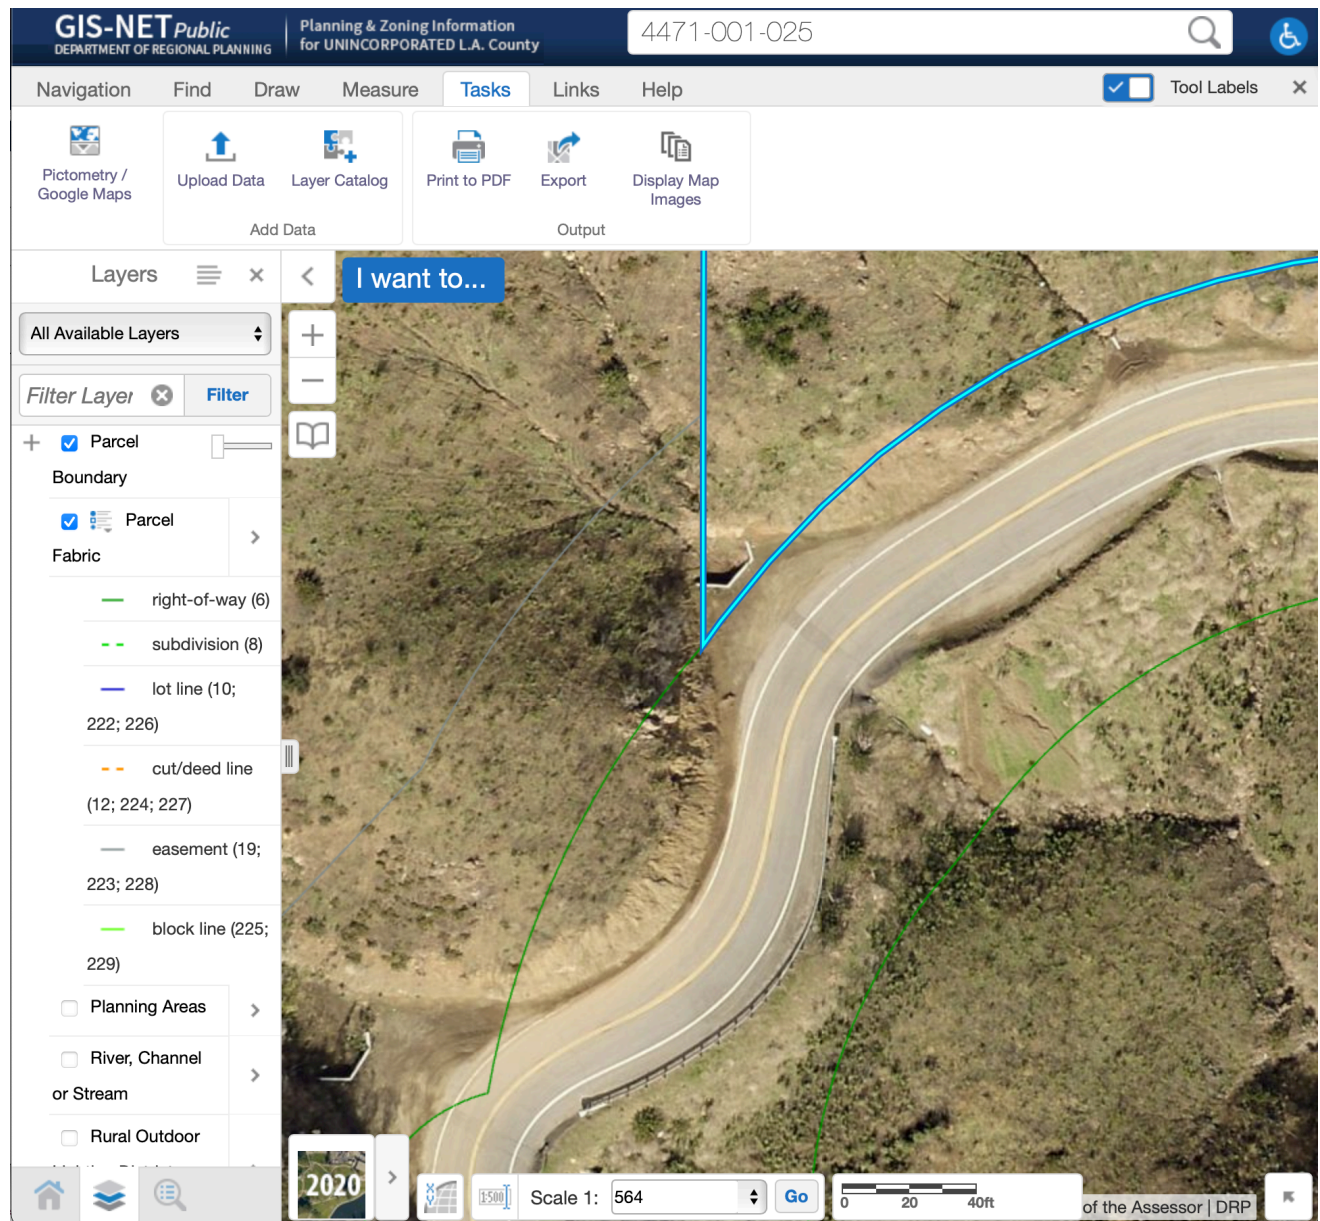 GIS-NET Public
DEPARTMENT OF REGIONAL PLANNING
Planning & Zoning Information
for UNINCORPORATED L.A. County
4471-001-025
Navigation Find Draw Measure Tasks Links Help Tool Labels
Pictometry /
Google Maps
Upload Data Layer Catalog
Add Data
Print to PDF Export Display Map
Images
Output
Layers
I want to...
All Available Layers
Filter Layer Filter
Parcel
Boundary
Parcel
Fabric
right-of-way (6)
subdivision (8)
lot line (10;
222; 226)
cut/deed line
(12; 224; 227)
easement (19;
223; 228)
block line (225;
229)
Planning Areas
River, Channel
or Stream
Rural Outdoor
2020
1:500
Scale 1: 564 Go
0 20 40ft
of the Assessor | DRP